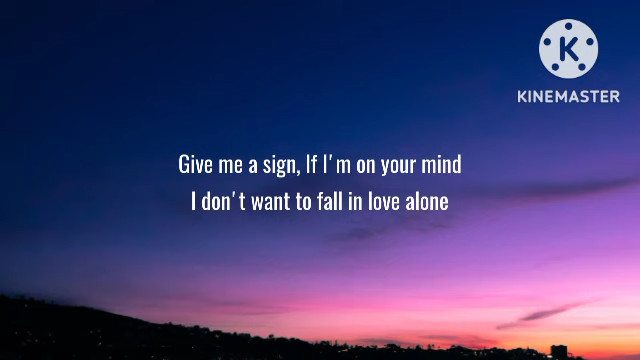 KINEMASTER
Give me a sign, If I'm on your mind
I don't want to fall in love alone